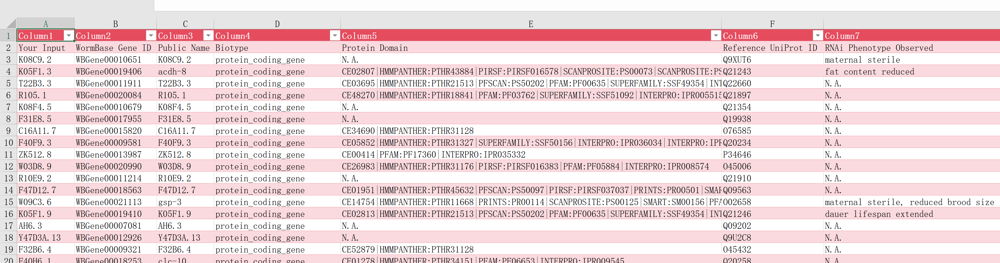 A B C D E F
1 Column1 Column2 Column3 Column4 Column5 Column6 Column7
2 Your Input WormBase Gene ID Public Name Biotype Protein Domain Reference UniProt ID RNAi Phenotype Observed
3 K08C9.2 WBGene00010651 K08C9.2 protein_coding_gene N.A. Q9XUT6 maternal sterile
4 K05F1.3 WBGene00019406 acdh-8 protein_coding_gene CE02807|HMMPANTHER:PTHR43884|PIRSF:PIRSF016578|SCANPROSITE:PS00073|SCANPROSITE:PS Q21243 fat content reduced
5 T22B3.3 WBGene00011911 T22B3.3 protein_coding_gene CE03695|HMMPANTHER:PTHR21513|PFSCAN:PS50202|PFAM:PF00635|SUPERFAMILY:SSF49354|INT Q22660 N.A.
6 R105.1 WBGene00020084 R105.1 protein_coding_gene CE48270|HMMPANTHER:PTHR18841|PFAM:PF03762|SUPERFAMILY:SSF51092|INTERPRO:IPR005515 Q21897 N.A.
7 K08F4.5 WBGene00010679 K08F4.5 protein_coding_gene N.A. Q21354 N.A.
8 F31E8.5 WBGene00017955 F31E8.5 protein_coding_gene N.A. Q19938 N.A.
9 C16A11.7 WBGene00015820 C16A11.7 protein_coding_gene CE34690|HMMPANTHER:PTHR31128 O76585 N.A.
10 F40F9.3 WBGene00009581 F40F9.3 protein_coding_gene CE05852|HMMPANTHER:PTHR31327|SUPERFAMILY:SSF50156|INTERPRO:IPR036034|INTERPRO:IPR Q20234 N.A.
11 ZK512.8 WBGene00013987 ZK512.8 protein_coding_gene CE00414|PFAM:PF17360|INTERPRO:IPR035332 P34646 N.A.
12 W03D8.9 WBGene00020990 W03D8.9 protein_coding_gene CE26983|HMMPANTHER:PTHR31176|PIRSF:PIRSF016383|PFAM:PF05884|INTERPRO:IPR008574 O45006 N.A.
13 R10E9.2 WBGene00011214 R10E9.2 protein_coding_gene N.A. Q21910 N.A.
14 F47D12.7 WBGene00018563 F47D12.7 protein_coding_gene CE01951|HMMPANTHER:PTHR45632|PFSCAN:PS50097|PIRSF:PIRSF037037|PRINTS:PR00501|SMAR Q09563 N.A.
15 W09C3.6 WBGene00021113 gsp-3 protein_coding_gene CE14754|HMMPANTHER:PTHR11668|PRINTS:PR00114|SCANPROSITE:PS00125|SMART:SM00156|PFA O02658 maternal sterile, reduced brood size
16 K05F1.9 WBGene00019410 K05F1.9 protein_coding_gene CE02813|HMMPANTHER:PTHR21513|PFSCAN:PS50202|PFAM:PF00635|SUPERFAMILY:SSF49354|INT Q21246 dauer lifespan extended
17 AH6.3 WBGene00007081 AH6.3 protein_coding_gene N.A. Q09202 N.A.
18 Y47D3A.13 WBGene00012926 Y47D3A.13 protein_coding_gene N.A. Q9U2C8 N.A.
19 F32B6.4 WBGene00009321 F32B6.4 protein_coding_gene CE52879|HMMPANTHER:PTHR31128 O45432 N.A.
20 F40H6.1 WBGene00018253 clc-10 protein_coding_gene CE01278|HMMPANTHER:PTHR34151|PFAM:PF06653|INTERPRO:IPR009545 Q20258 N.A.